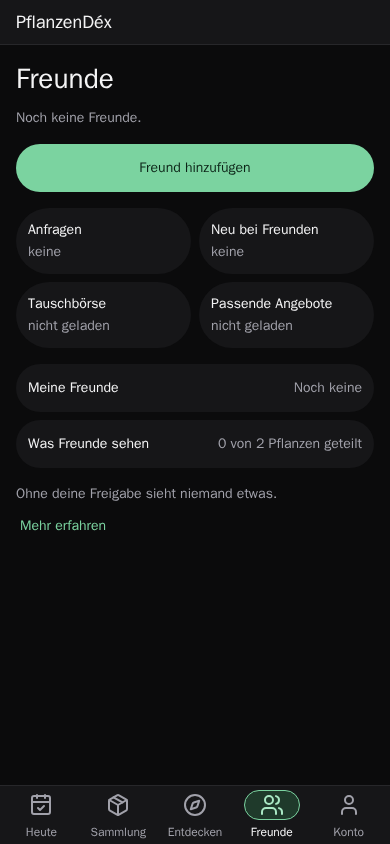 PflanzenDéx
Freunde
Noch keine Freunde.
Freund hinzufügen
Anfragen
keine
Neu bei Freunden
keine
Tauschbörse
nicht geladen
Passende Angebote
nicht geladen
Meine Freunde
Noch keine
Was Freunde sehen
0 von 2 Pflanzen geteilt
Ohne deine Freigabe sieht niemand etwas.
Mehr erfahren
Heute
Sammlung
Entdecken
Freunde
Konto